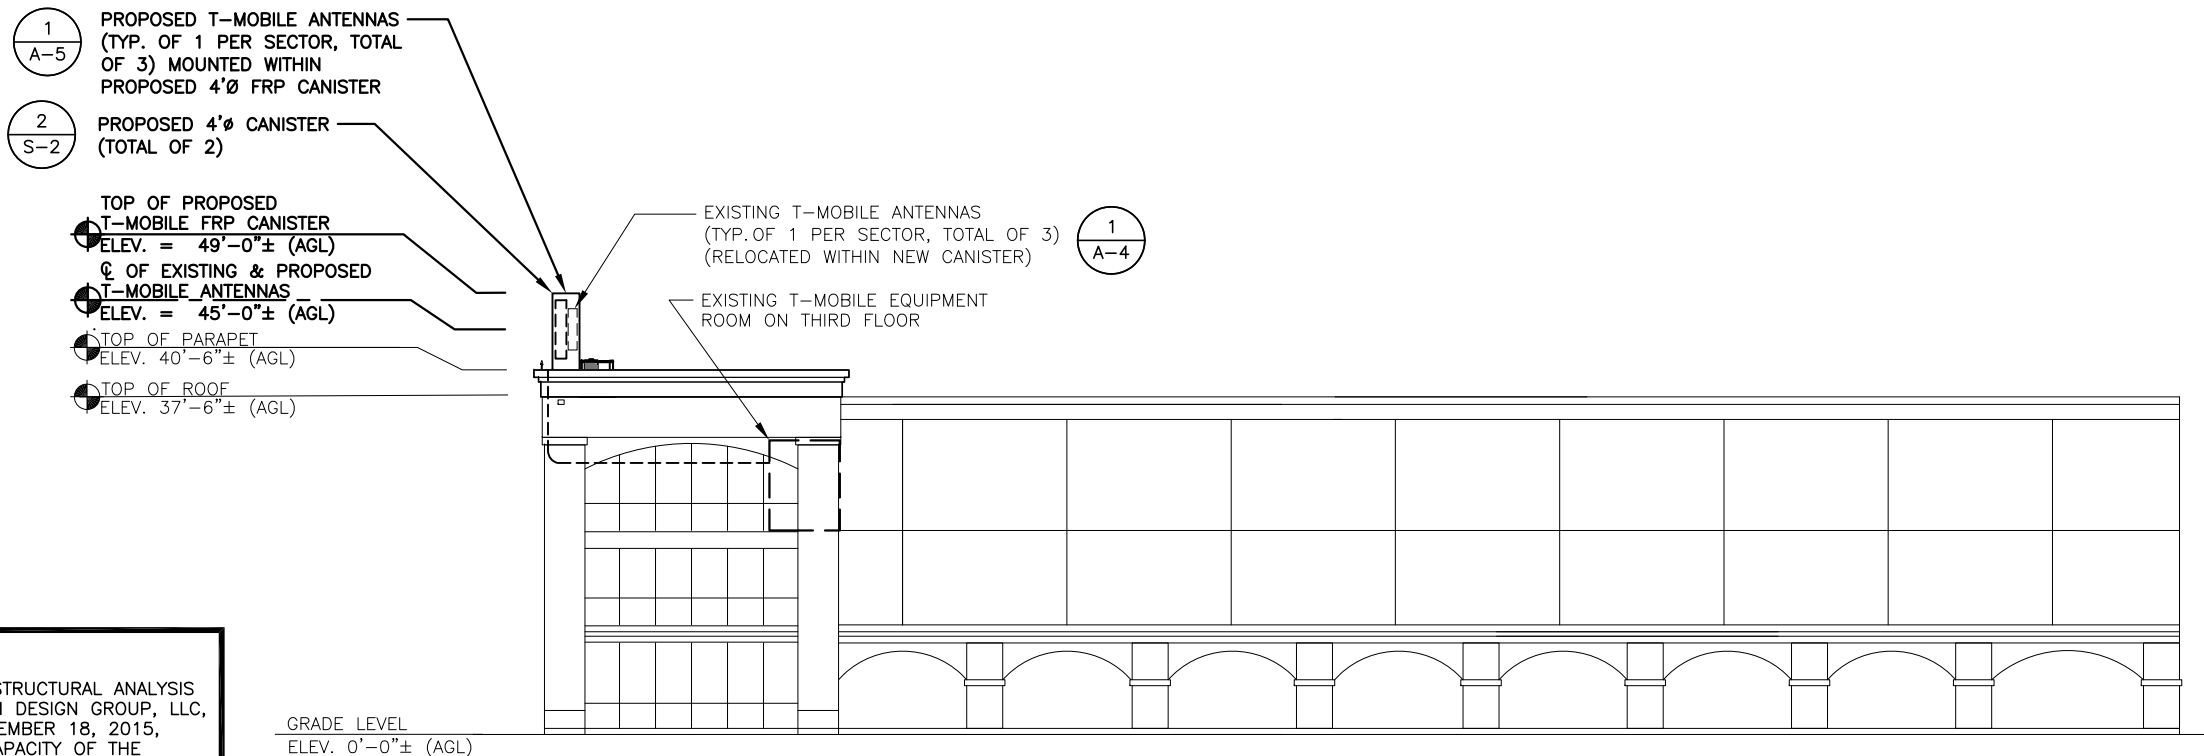 1
A-5
PROPOSED T-MOBILE ANTENNAS
(TYP. OF 1 PER SECTOR, TOTAL
OF 3) MOUNTED WITHIN
PROPOSED 4'Ø FRP CANISTER
2
S-2
PROPOSED 4'ø CANISTER
(TOTAL OF 2)
TOP OF PROPOSED
T-MOBILE FRP CANISTER
ELEV. = 49'-0"± (AGL)
℄ OF EXISTING & PROPOSED
T-MOBILE ANTENNAS
ELEV. = 45'-0"± (AGL)
TOP OF PARAPET
ELEV. 40'-6"± (AGL)
TOP OF ROOF
ELEV. 37'-6"± (AGL)
EXISTING T-MOBILE ANTENNAS
(TYP.OF 1 PER SECTOR, TOTAL OF 3)
(RELOCATED WITHIN NEW CANISTER)
1
A-4
EXISTING T-MOBILE EQUIPMENT
ROOM ON THIRD FLOOR
STRUCTURAL ANALYSIS
DESIGN GROUP, LLC,
18, 2015,
OF THE
GRADE LEVEL
ELEV. 0'-0"± (AGL)